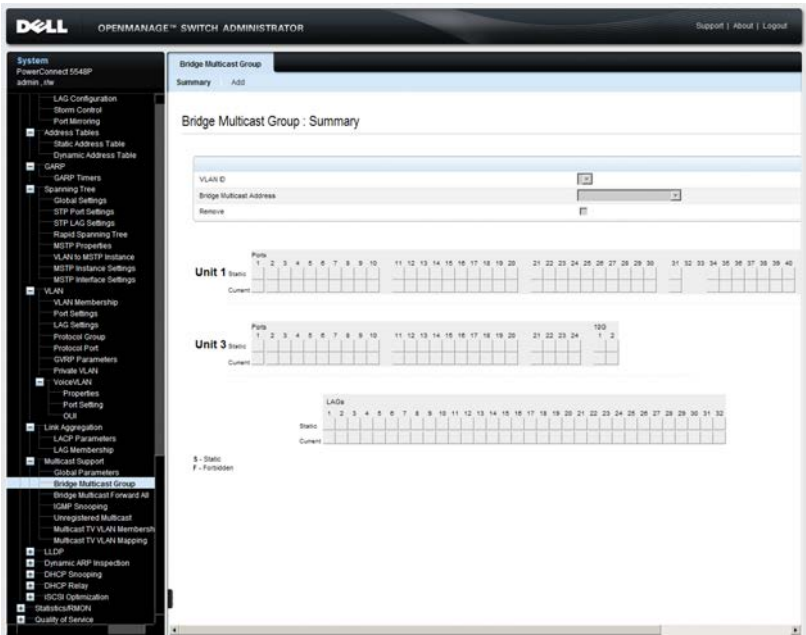 DELL OPENMANAGE™ SWITCH ADMINISTRATOR Support | About | Logout
System
PowerConnect 5548P
admin , r/w
LAG Configuration
Storm Control
Port Mirroring
Address Tables
Static Address Table
Dynamic Address Table
GARP
GARP Timers
Spanning Tree
Global Settings
STP Port Settings
STP LAG Settings
Rapid Spanning Tree
MSTP Properties
VLAN to MSTP Instance
MSTP Instance Settings
MSTP Interface Settings
VLAN
VLAN Membership
Port Settings
LAG Settings
Protocol Group
Protocol Port
GVRP Parameters
Private VLAN
VoiceVLAN
Properties
Port Setting
OUI
Link Aggregation
LACP Parameters
LAG Membership
Multicast Support
Global Parameters
Bridge Multicast Group
Bridge Multicast Forward All
IGMP Snooping
Unregistered Multicast
Multicast TV VLAN Membersh
Multicast TV VLAN Mapping
LLDP
Dynamic ARP Inspection
DHCP Snooping
DHCP Relay
iSCSI Optimization
Statistics/RMON
Quality of Service
Bridge Multicast Group
Summary Add
Bridge Multicast Group : Summary
VLAN ID
Bridge Multicast Address
Remove
Ports
1 2 3 4 5 6 7 8 9 10 11 12 13 14 15 16 17 18 19 20 21 22 23 24 25 26 27 28 29 30 31 32 33 34 35 36 37 38 39 40
Unit 1 Static
Current
Ports 10G
1 2 3 4 5 6 7 8 9 10 11 12 13 14 15 16 17 18 19 20 21 22 23 24 1 2
Unit 3 Static
Current
LAGs
1 2 3 4 5 6 7 8 9 10 11 12 13 14 15 16 17 18 19 20 21 22 23 24 25 26 27 28 29 30 31 32
Static
Current
S - Static
F - Forbidden